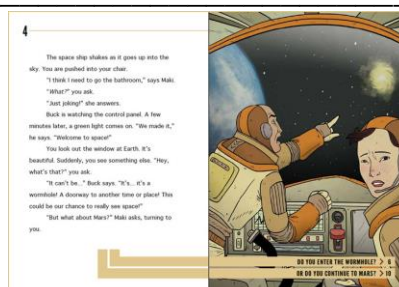 4
The space ship shakes as it goes up into the
sky. You are pushed into your chair.
"I think I need to go the bathroom," says Maki.
"What?" you ask.
"Just joking!" she answers.
Buck is watching the control panel. A few
minutes later, a green light comes on. "We made it,"
he says. "Welcome to space!"
You look out the window at Earth. It's
beautiful. Suddenly, you see something else. "Hey,
what's that?" you ask.
"It can't be..." Buck says. "It's... it's a
wormhole! A doorway to another time or place! This
could be our chance to really see space!"
"But what about Mars?" Maki asks, turning to
you.
DO YOU ENTER THE WORMHOLE? > 6
OR DO YOU CONTINUE TO MARS? > 10